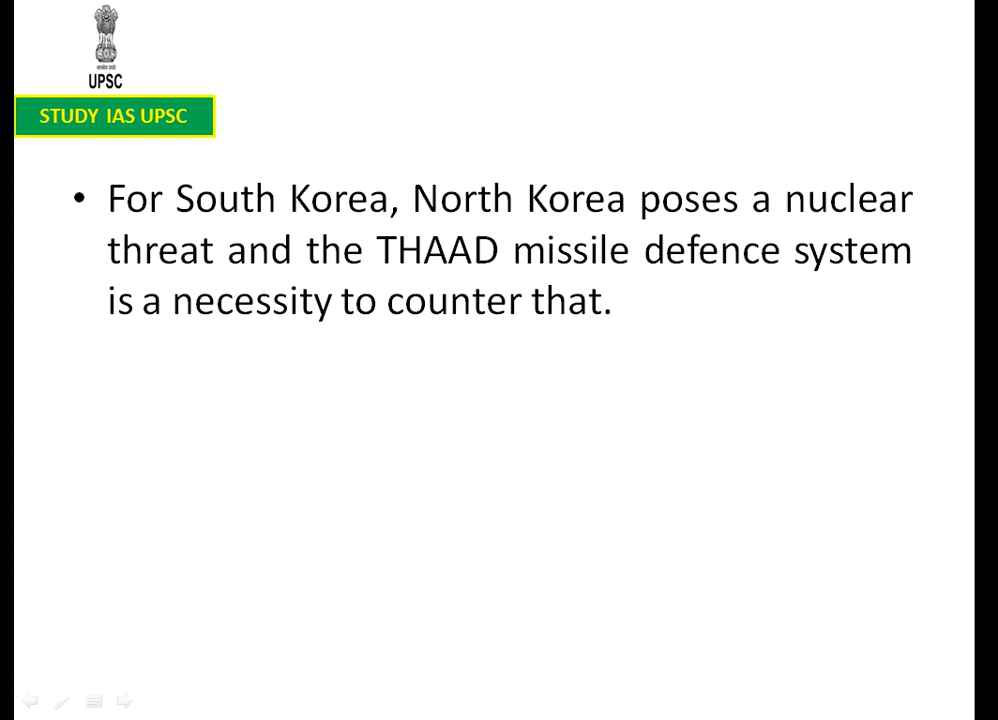 UPSC
STUDY IAS UPSC
• For South Korea, North Korea poses a nuclear
threat and the THAAD missile defence system
is a necessity to counter that.